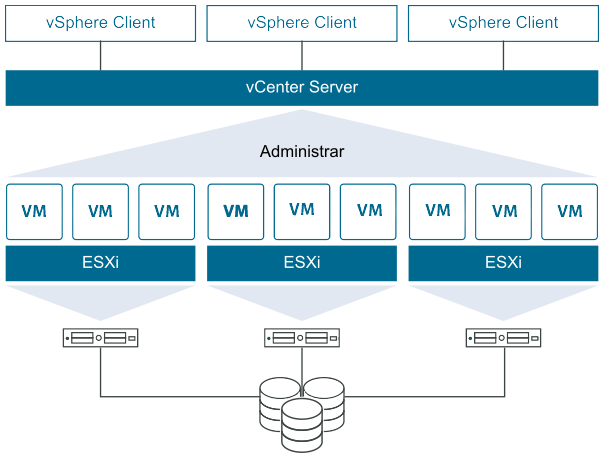 vSphere Client
vSphere Client
vSphere Client
vCenter Server
Administrar
VM
VM
VM
VM
VM
VM
VM
VM
VM
ESXi
ESXi
ESXi